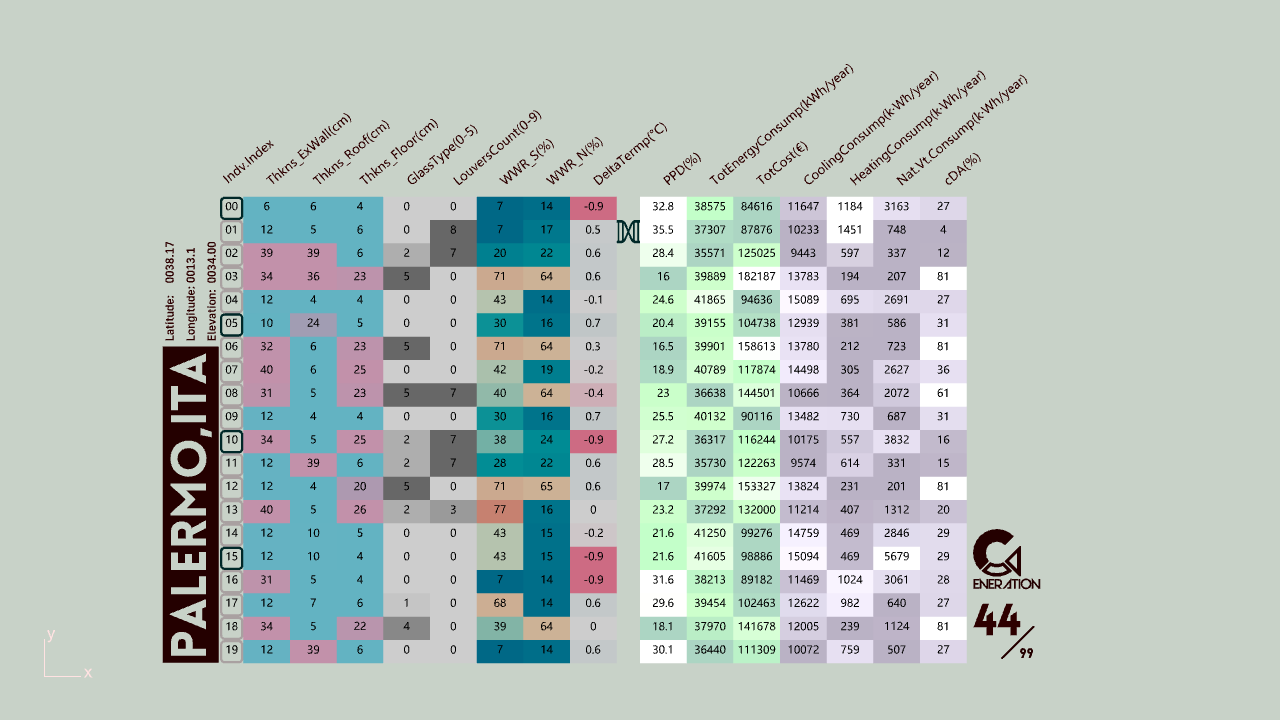 Indv.Index Thkns_ExWall(cm) Thkns_Roof(cm) Thkns_Floor(cm) GlassType(0-5) LouversCount(0-9) WWR_S(%) WWR_N(%) DeltaTermp(°C) PPD(%) TotEnergyConsump(kWh/year) TotCost(€) CoolingConsump(k·Wh/year) HeatingConsump(k·Wh/year) Nat.Vt.Consump(k·Wh/year) cDA(%)
00 6 6 4 0 0 7 14 -0.9 32.8 38575 84616 11647 1184 3163 27
01 12 5 6 0 8 7 17 0.5 35.5 37307 87876 10233 1451 748 4
02 39 39 6 2 7 20 22 0.6 28.4 35571 125025 9443 597 337 12
03 34 36 23 5 0 71 64 0.6 16 39889 182187 13783 194 207 81
04 12 4 4 0 0 43 14 -0.1 24.6 41865 94636 15089 695 2691 27
05 10 24 5 0 0 30 16 0.7 20.4 39155 104738 12939 381 586 31
06 32 6 23 5 0 71 64 0.3 16.5 39901 158613 13780 212 723 81
07 40 6 25 0 0 42 19 -0.2 18.9 40789 117874 14498 305 2627 36
08 31 5 23 5 7 40 64 -0.4 23 36638 144501 10666 364 2072 61
09 12 4 4 0 0 30 16 0.7 25.5 40132 90116 13482 730 687 31
10 34 5 25 2 7 38 24 -0.9 27.2 36317 116244 10175 557 3832 16
11 12 39 6 2 7 28 22 0.6 28.5 35730 122263 9574 614 331 15
12 12 4 20 5 0 71 65 0.6 17 39974 153327 13824 231 201 81
13 40 5 26 2 3 77 16 0 23.2 37292 132000 11214 407 1312 20
14 12 10 5 0 0 43 15 -0.2 21.6 41250 99276 14759 469 2846 29
15 12 10 4 0 0 43 15 -0.9 21.6 41605 98886 15094 469 5679 29
16 31 5 4 0 0 7 14 -0.9 31.6 38213 89182 11469 1024 3061 28
17 12 7 6 1 0 68 14 0.6 29.6 39454 102463 12622 982 640 27
18 34 5 22 4 0 39 64 0 18.1 37970 141678 12005 239 1124 81
19 12 39 6 0 0 7 14 0.6 30.1 36440 111309 10072 759 507 27
Latitude: 0038.17
Longitude: 0013.1
Elevation: 0034.00
PALERMO,ITA
G
ENERATION
44/99
y
x